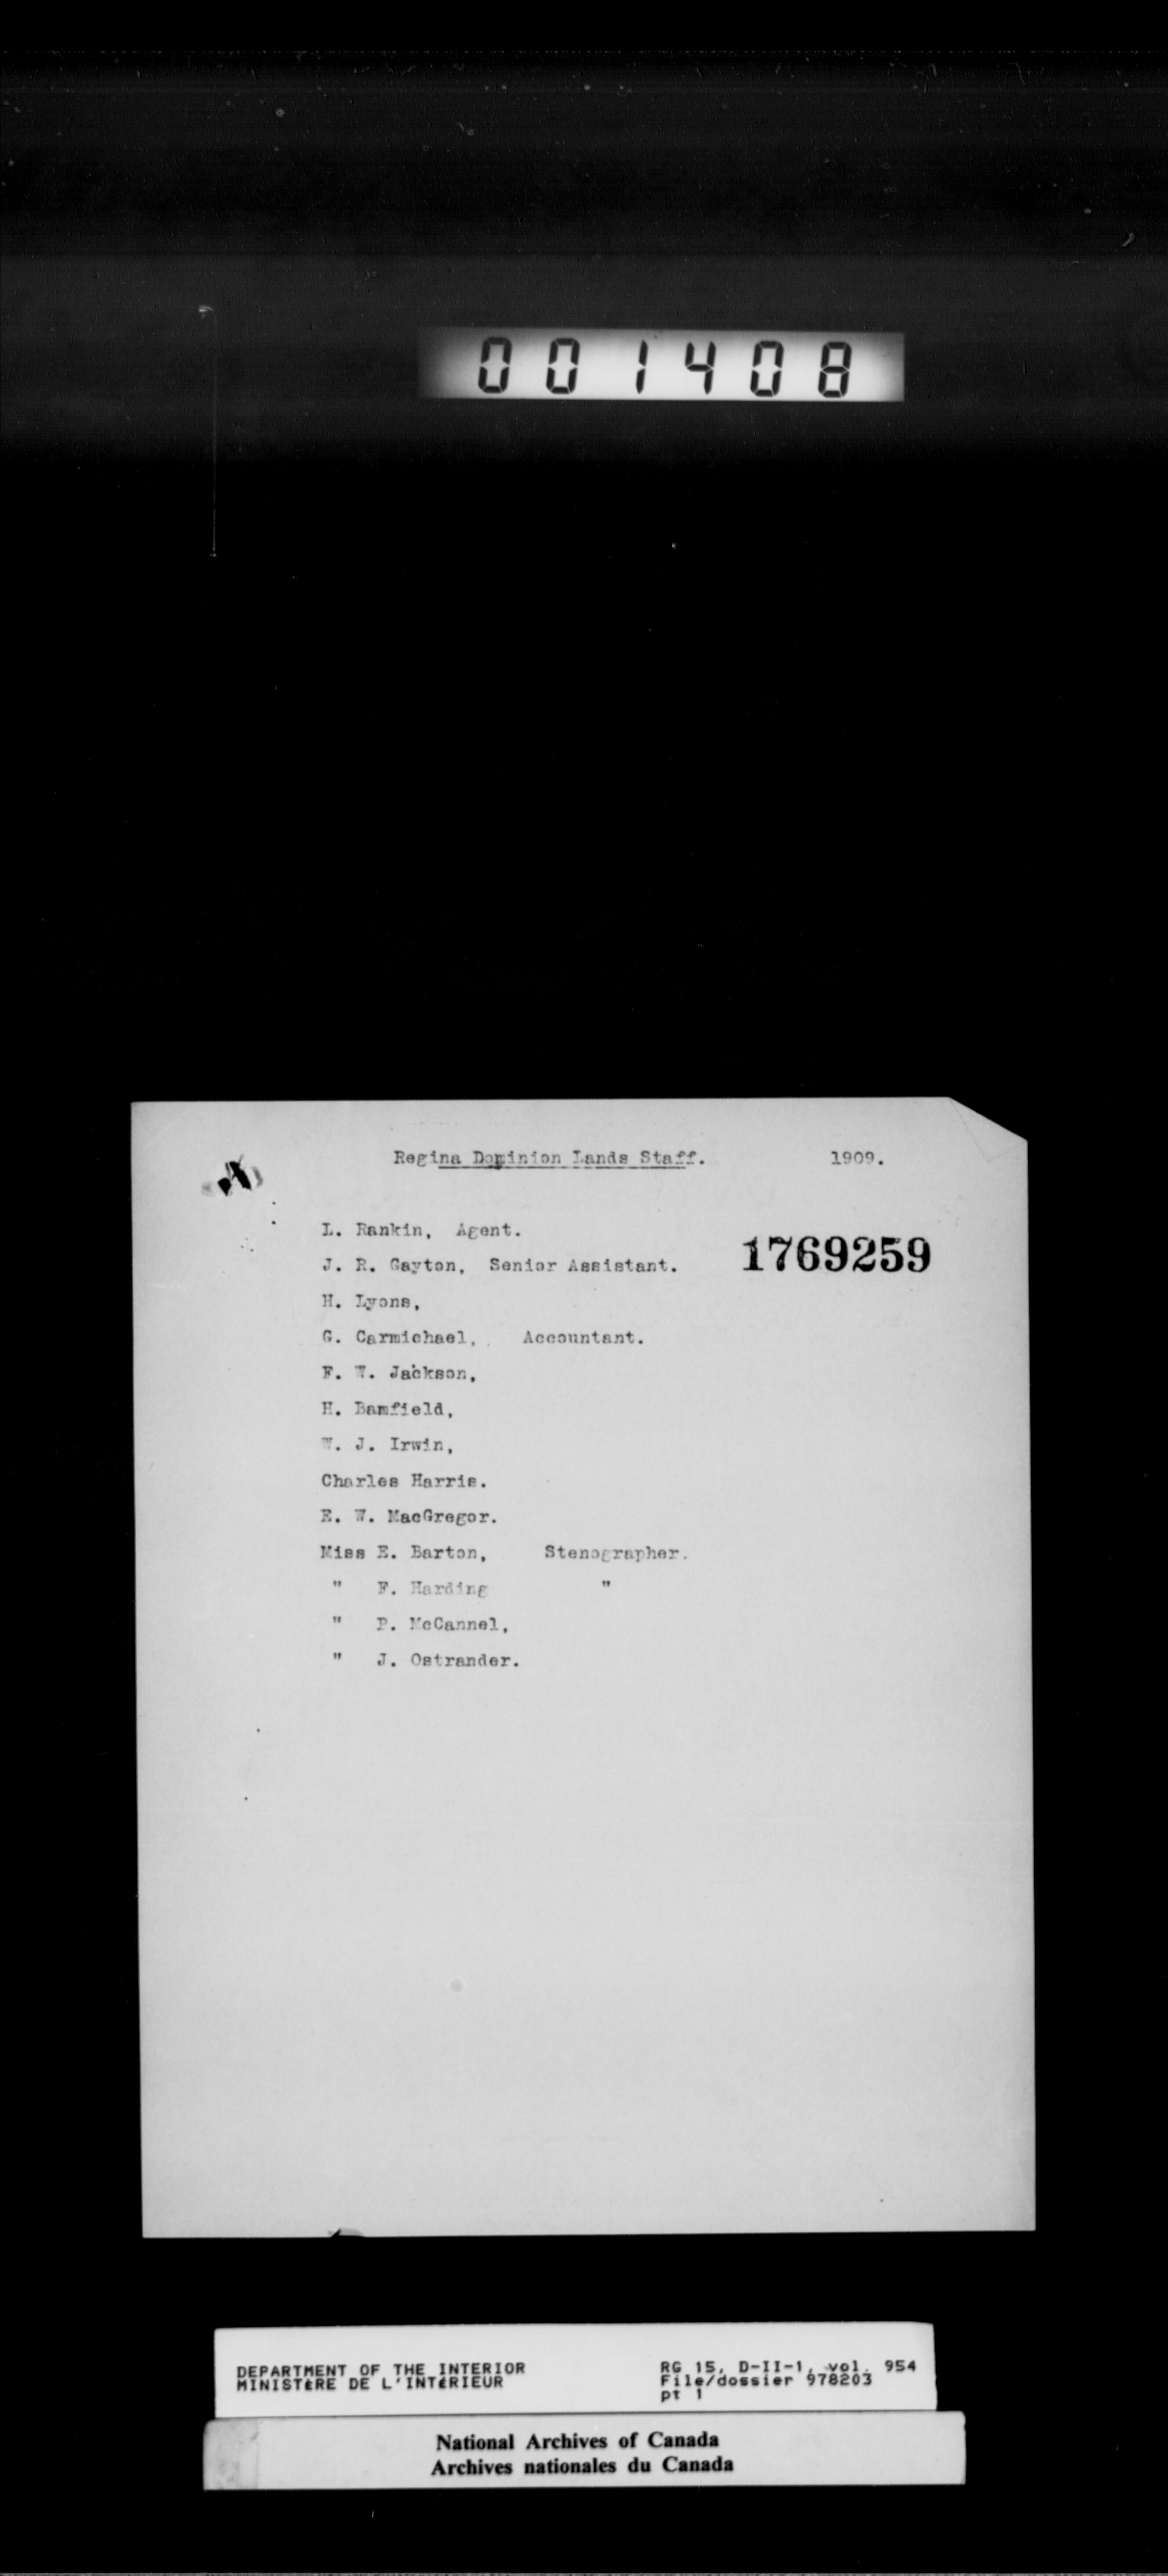 001408
Regina Dominion Lands Staff. 1909.
L. Rankin, Agent.
1769259
J. R. Gayton, Senior Assistant.
H. Lyons,
G. Carmichael, Accountant.
F. W. Jackson,
H. Bamfield,
W. J. Irwin,
Charles Harris.
E. W. MacGregor.
Miss E. Barton, Stenographer.
" F. Harding "
" P. McCannel,
" J. Ostrander.
DEPARTMENT OF THE INTERIOR RG 15, D-II-1, vol. 954
MINISTÈRE DE L'INTÉRIEUR File/dossier 978203
pt 1
National Archives of Canada
Archives nationales du Canada